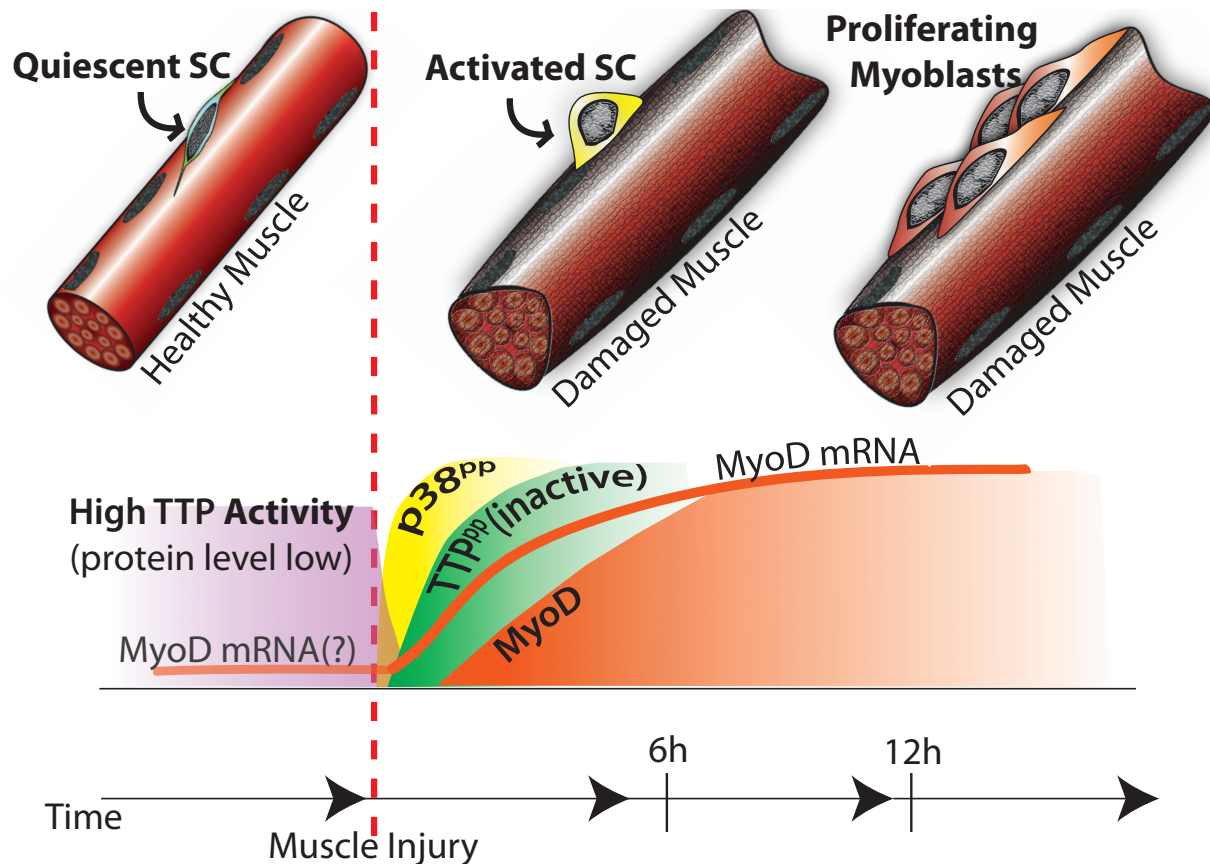 Quiescent SC
Healthy Muscle
Activated SC
Damaged Muscle
Proliferating
Myoblasts
Damaged Muscle
High TTP Activity
(protein level low)
MyoD mRNA(?)
p38pp
TTPpp(inactive)
MyoD
MyoD mRNA
6h
12h
Time
Muscle Injury